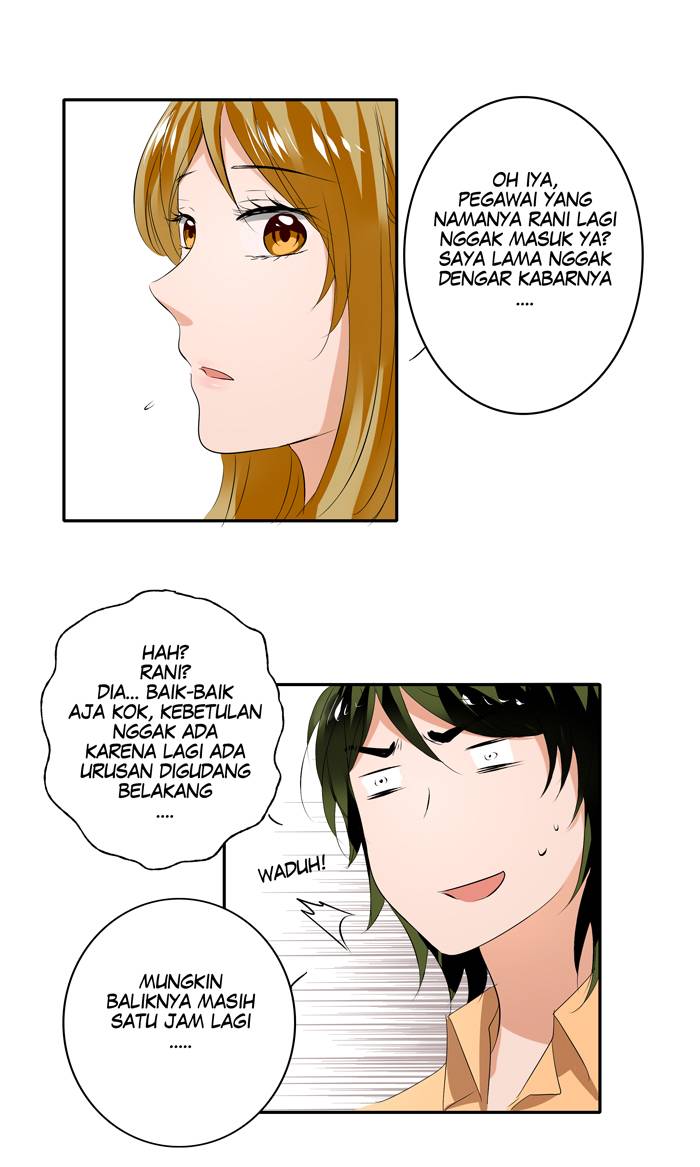 OH IYA,
PEGAWAI YANG
NAMANYA RANI LAGI
NGGAK MASUK YA?
SAYA LAMA NGGAK
DENGAR KABARNYA
....
HAH?
RANI?
DIA... BAIK-BAIK
AJA KOK, KEBETULAN
NGGAK ADA
KARENA LAGI ADA
URUSAN DIGUDANG
BELAKANG
....
WADUH!
MUNGKIN
BALIKNYA MASIH
SATU JAM LAGI
.....